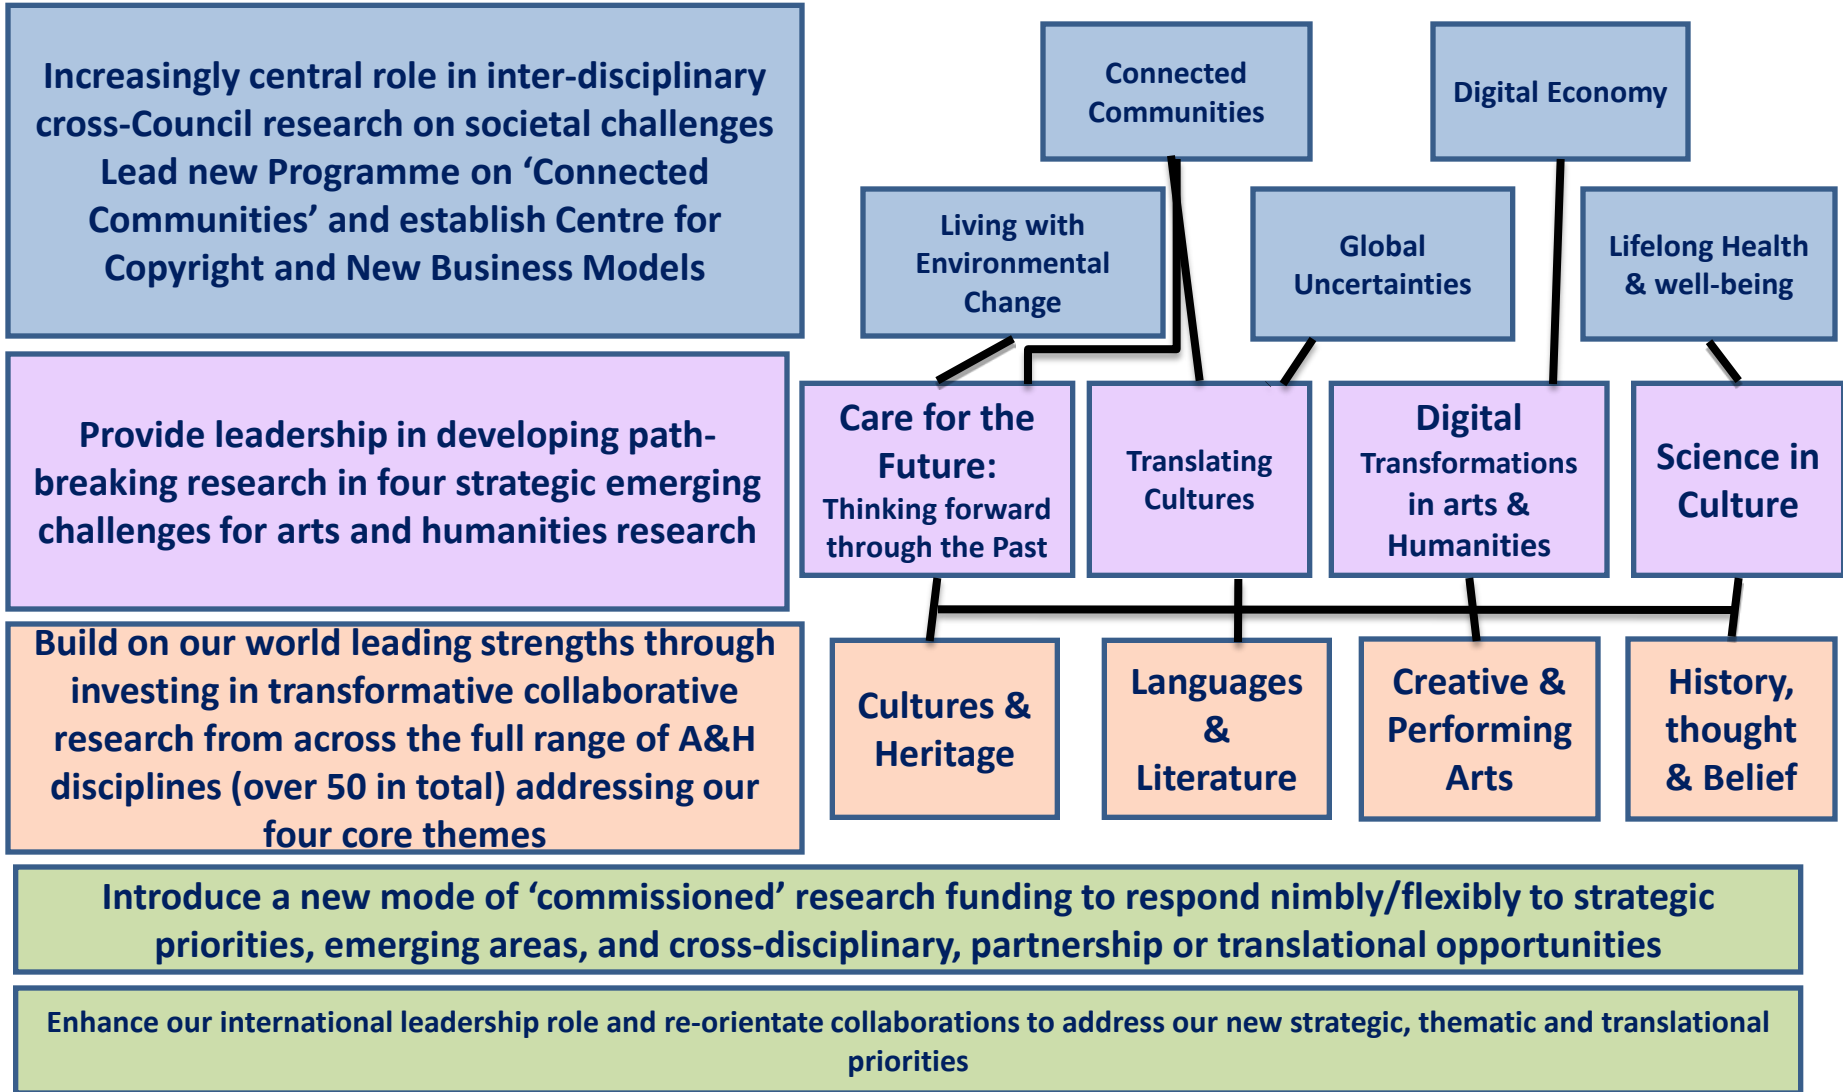 Increasingly central role in inter-disciplinary
cross-Council research on societal challenges
Lead new Programme on ‘Connected
Communities’ and establish Centre for
Copyright and New Business Models
Connected
Communities
Digital Economy
Living with
Environmental
Change
Global
Uncertainties
Lifelong Health
& well-being
Provide leadership in developing path-
breaking research in four strategic emerging
challenges for arts and humanities research
Care for the
Future:
Thinking forward
through the Past
Translating
Cultures
Digital
Transformations
in arts &
Humanities
Science in
Culture
Build on our world leading strengths through
investing in transformative collaborative
research from across the full range of A&H
disciplines (over 50 in total) addressing our
four core themes
Cultures &
Heritage
Languages
&
Literature
Creative &
Performing
Arts
History,
thought
& Belief
Introduce a new mode of ‘commissioned’ research funding to respond nimbly/flexibly to strategic
priorities, emerging areas, and cross-disciplinary, partnership or translational opportunities
Enhance our international leadership role and re-orientate collaborations to address our new strategic, thematic and translational
priorities